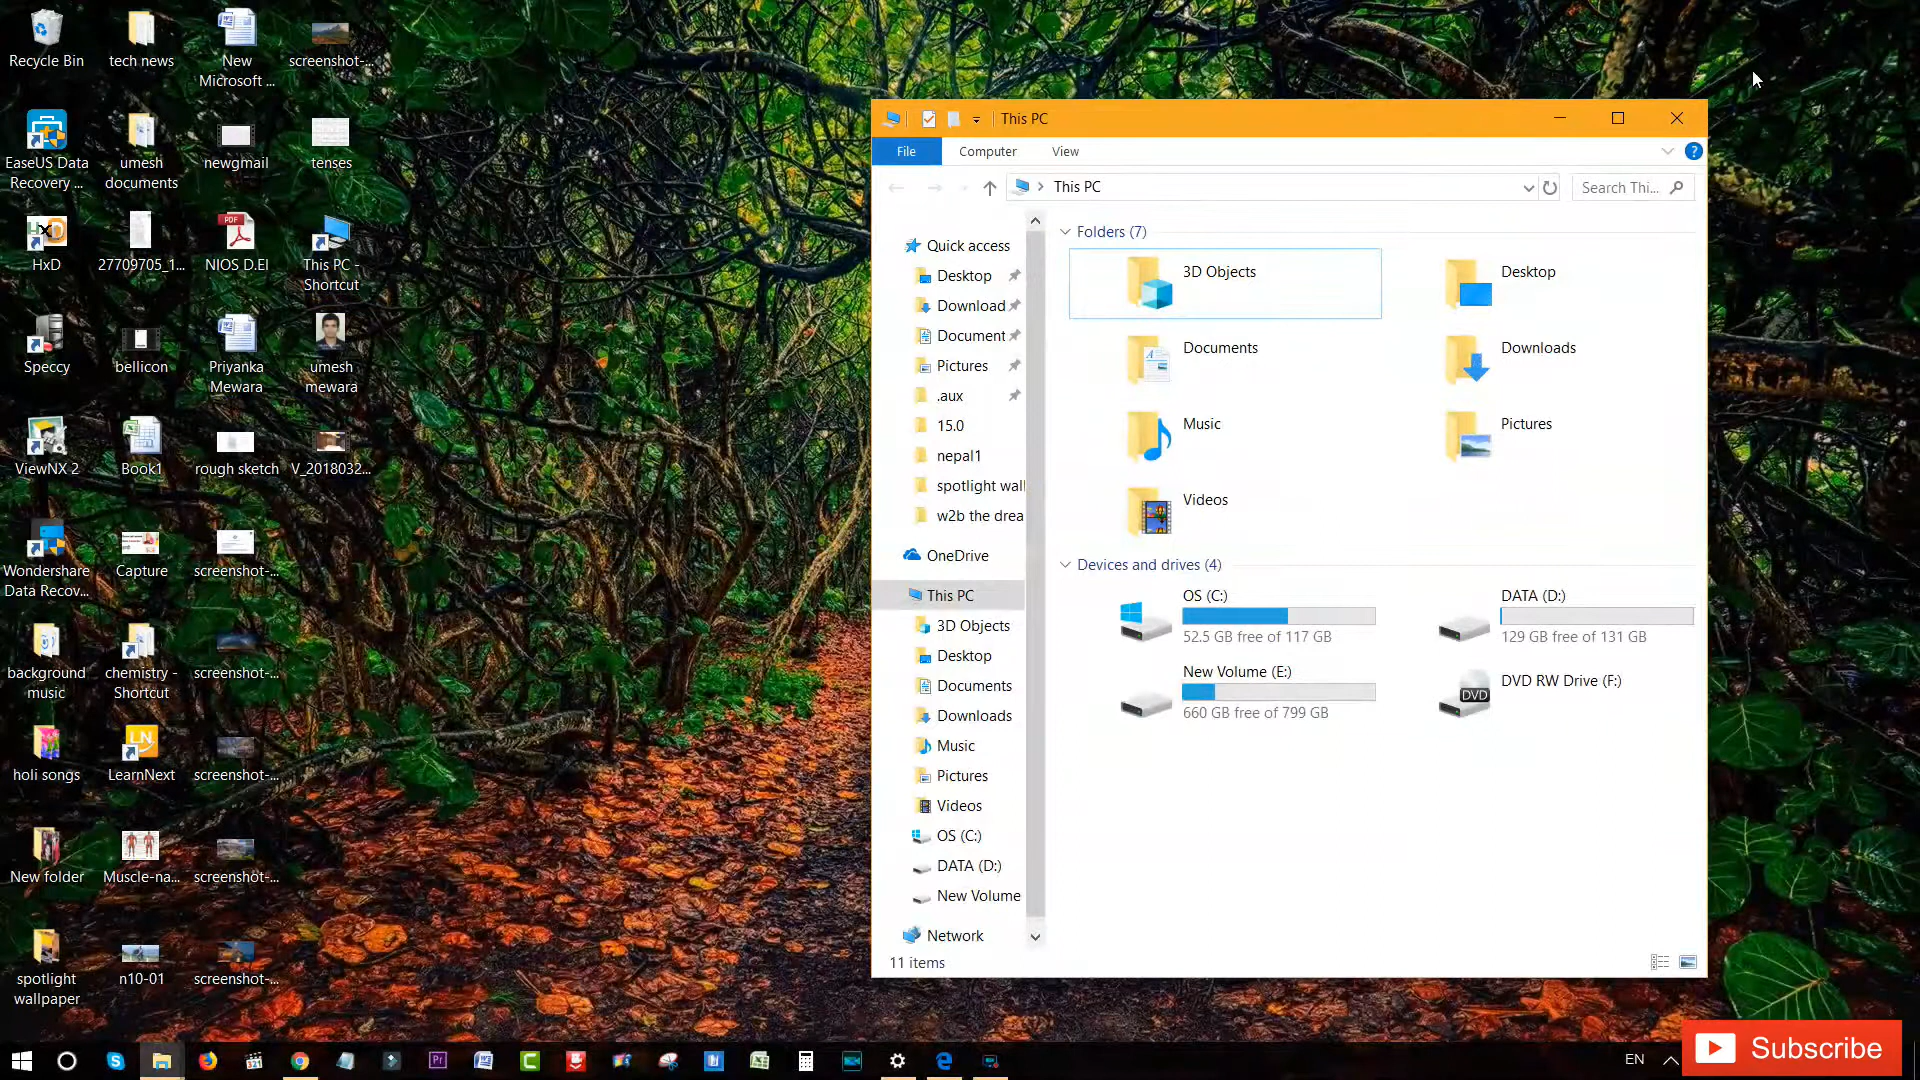 Recycle Bin
tech news
New
Microsoft ...
screenshot-...
EaseUS Data
Recovery ...
umesh
documents
newgmail
tenses
HxD
27709705_1...
NIOS D.El
This PC -
Shortcut
Speccy
bellicon
Priyanka
Mewara
umesh
mewara
ViewNX 2
Book1
rough sketch
V_2018032...
Wondershare
Data Recov...
Capture
screenshot-...
background
music
chemistry -
Shortcut
screenshot-...
holi songs
LearnNext
screenshot-...
New folder
Muscle-na...
screenshot-...
spotlight
wallpaper
n10-01
screenshot-...
This PC
File
Computer
View
This PC
Search Thi...
Quick access
Desktop
Download
Document
Pictures
.aux
15.0
nepal1
spotlight wall
w2b the drea
OneDrive
This PC
3D Objects
Desktop
Documents
Downloads
Music
Pictures
Videos
OS (C:)
DATA (D:)
New Volume
Network
Folders (7)
3D Objects
Desktop
Documents
Downloads
Music
Pictures
Videos
Devices and drives (4)
OS (C:)
52.5 GB free of 117 GB
DATA (D:)
129 GB free of 131 GB
New Volume (E:)
660 GB free of 799 GB
DVD RW Drive (F:)
DVD
11 items
EN
Subscribe